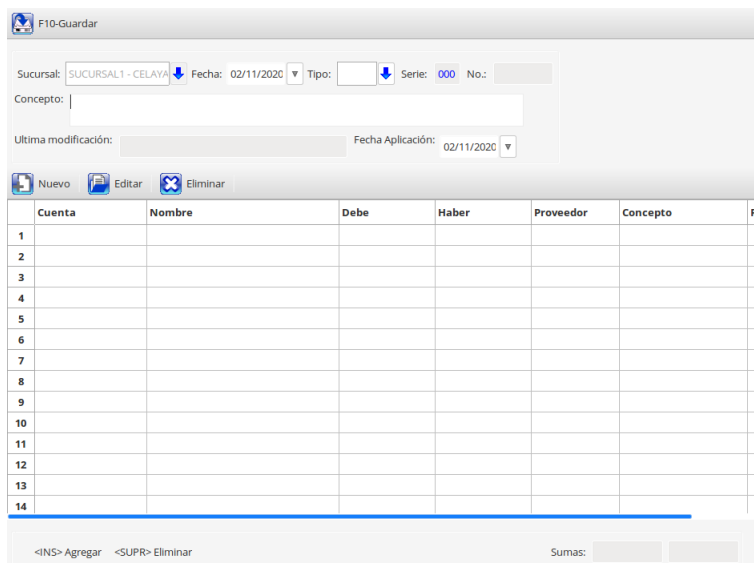 F10-Guardar
Sucursal: SUCURSAL1 - CELAYA Fecha: 02/11/2020 Tipo: Serie: 000 No.:
Concepto:
Ultima modificación: Fecha Aplicación: 02/11/2020
Nuevo Editar Eliminar
Cuenta Nombre Debe Haber Proveedor Concepto
1
2
3
4
5
6
7
8
9
10
11
12
13
14
<INS> Agregar <SUPR> Eliminar Sumas: